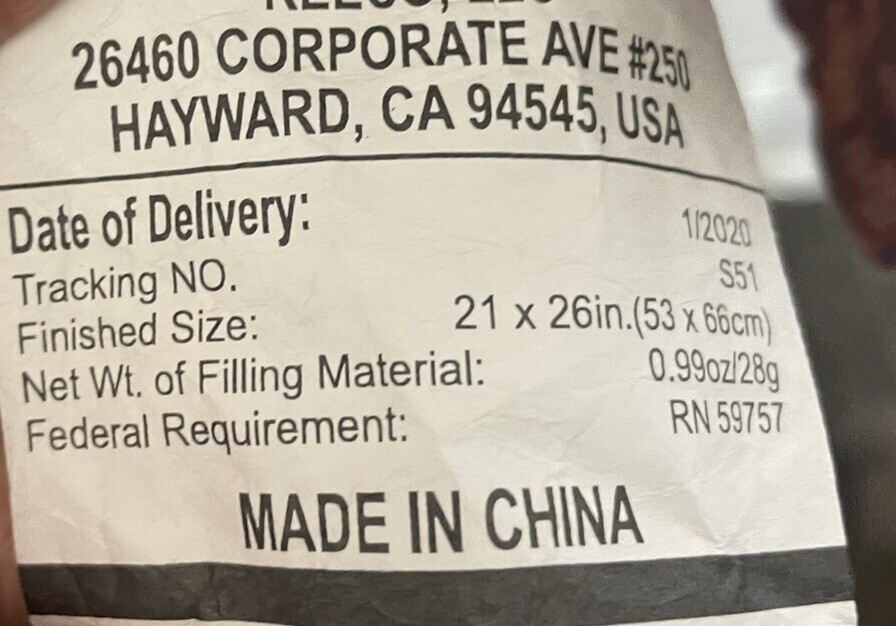 26460 CORPORATE AVE #250
HAYWARD, CA 94545, USA
Date of Delivery: 1/2020
Tracking NO. S51
Finished Size: 21 x 26in.(53 x 66cm)
Net Wt. of Filling Material: 0.99oz/28g
Federal Requirement: RN 59757
MADE IN CHINA